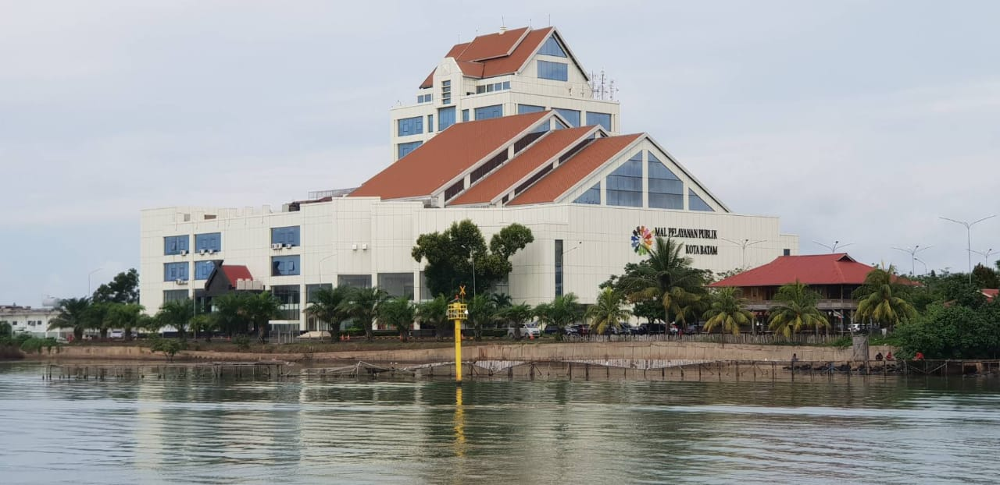 MAL PELAYANAN PUBLIK
KOTA BATAM